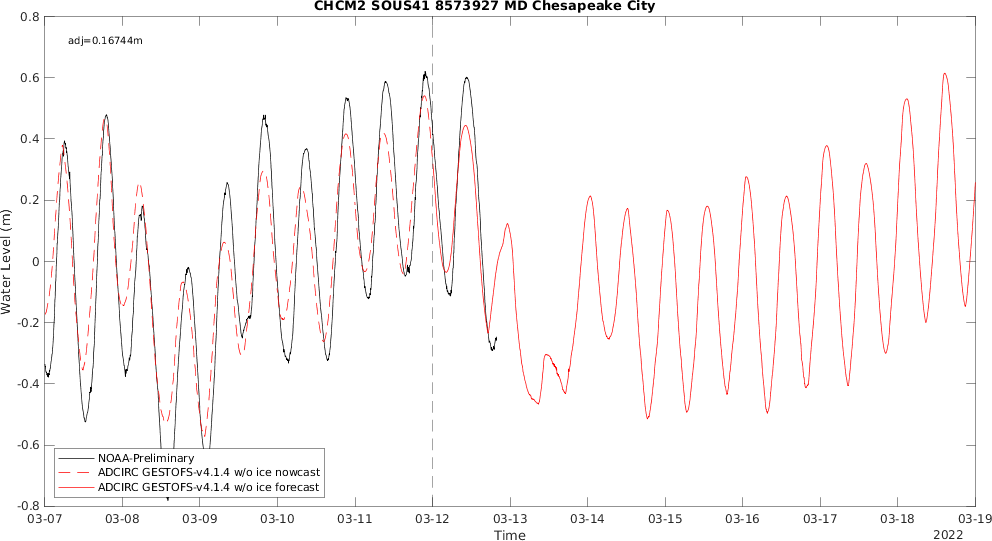 CHCM2 SOUS41 8573927 MD Chesapeake City
adj=0.16744m
0.8
0.6
0.4
0.2
0
-0.2
-0.4
-0.6
-0.8
Water Level (m)
NOAA-Preliminary
ADCIRC GESTOFS-v4.1.4 w/o ice nowcast
ADCIRC GESTOFS-v4.1.4 w/o ice forecast
03-07 03-08 03-09 03-10 03-11 03-12 03-13 03-14 03-15 03-16 03-17 03-18 03-19
Time
2022